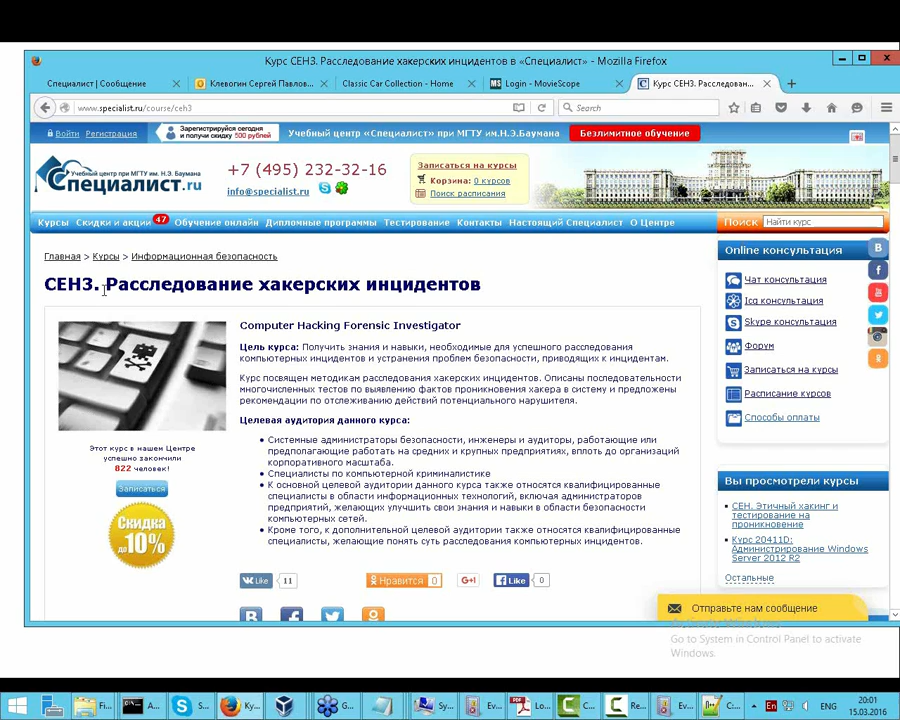 Курс CEH3. Расследование хакерских инцидентов в «Специалист» - Mozilla Firefox
Специалист | Сообщение
Клевогин Сергей Павлов...
Classic Car Collection - Home
Login - MovieScope
Курс CEH3. Расследован...
www.specialist.ru/course/ceh3
Search
Войти Регистрация
Зарегистрируйся сегодня
и получи скидку 500 рублей
Учебный центр «Специалист» при МГТУ им.Н.Э.Баумана
Безлимитное обучение
Учебный центр при МГТУ им. Н.Э. Баумана
Специалист.ru
+7 (495) 232-32-16
info@specialist.ru
Записаться на курсы
Корзина: 0 курсов
Поиск расписания
Курсы Скидки и акции 47 Обучение онлайн Дипломные программы Тестирование Контакты Настоящий Специалист О Центре
Поиск Найти курс
Главная > Курсы > Информационная безопасность
CEH3. Расследование хакерских инцидентов
Computer Hacking Forensic Investigator
Цель курса: Получить знания и навыки, необходимые для успешного расследования
компьютерных инцидентов и устранения проблем безопасности, приводящих к инцидентам.
Курс посвящен методикам расследования хакерских инцидентов. Описаны последовательности
многочисленных тестов по выявлению фактов проникновения хакера в систему и предложены
рекомендации по отслеживанию действий потенциального нарушителя.
Целевая аудитория данного курса:
Системные администраторы безопасности, инженеры и аудиторы, работающие или
предполагающие работать на средних и крупных предприятиях, вплоть до организаций
корпоративного масштаба.
Специалисты по компьютерной криминалистике
К основной целевой аудитории данного курса также относятся квалифицированные
специалисты в области информационных технологий, включая администраторов
предприятий, желающих улучшить свои знания и навыки в области безопасности
компьютерных сетей.
Кроме того, к дополнительной целевой аудитории также относятся квалифицированные
специалисты, желающие понять суть расследования компьютерных инцидентов.
Этот курс в нашем Центре
успешно закончили
822 человек!
Записаться
Скидка
до 10%
Like 11
Нравится 0
G+1
Like 0
Online консультация
Чат консультация
Icq консультация
Skype консультация
Форум
Записаться на курсы
Расписание курсов
Способы оплаты
Вы просмотрели курсы
CEH. Этичный хакинг и
тестирование на
проникновение
Курс 20411D:
Администрирование Windows
Server 2012 R2
Остальные
Отправьте нам сообщение
Go to System in Control Panel to activate
Windows.
Fi...
A...
S...
Ку...
G...
Sy...
Ev...
Lo...
C...
Re...
Ev...
C...
En
ENG
20:01
15.03.2016